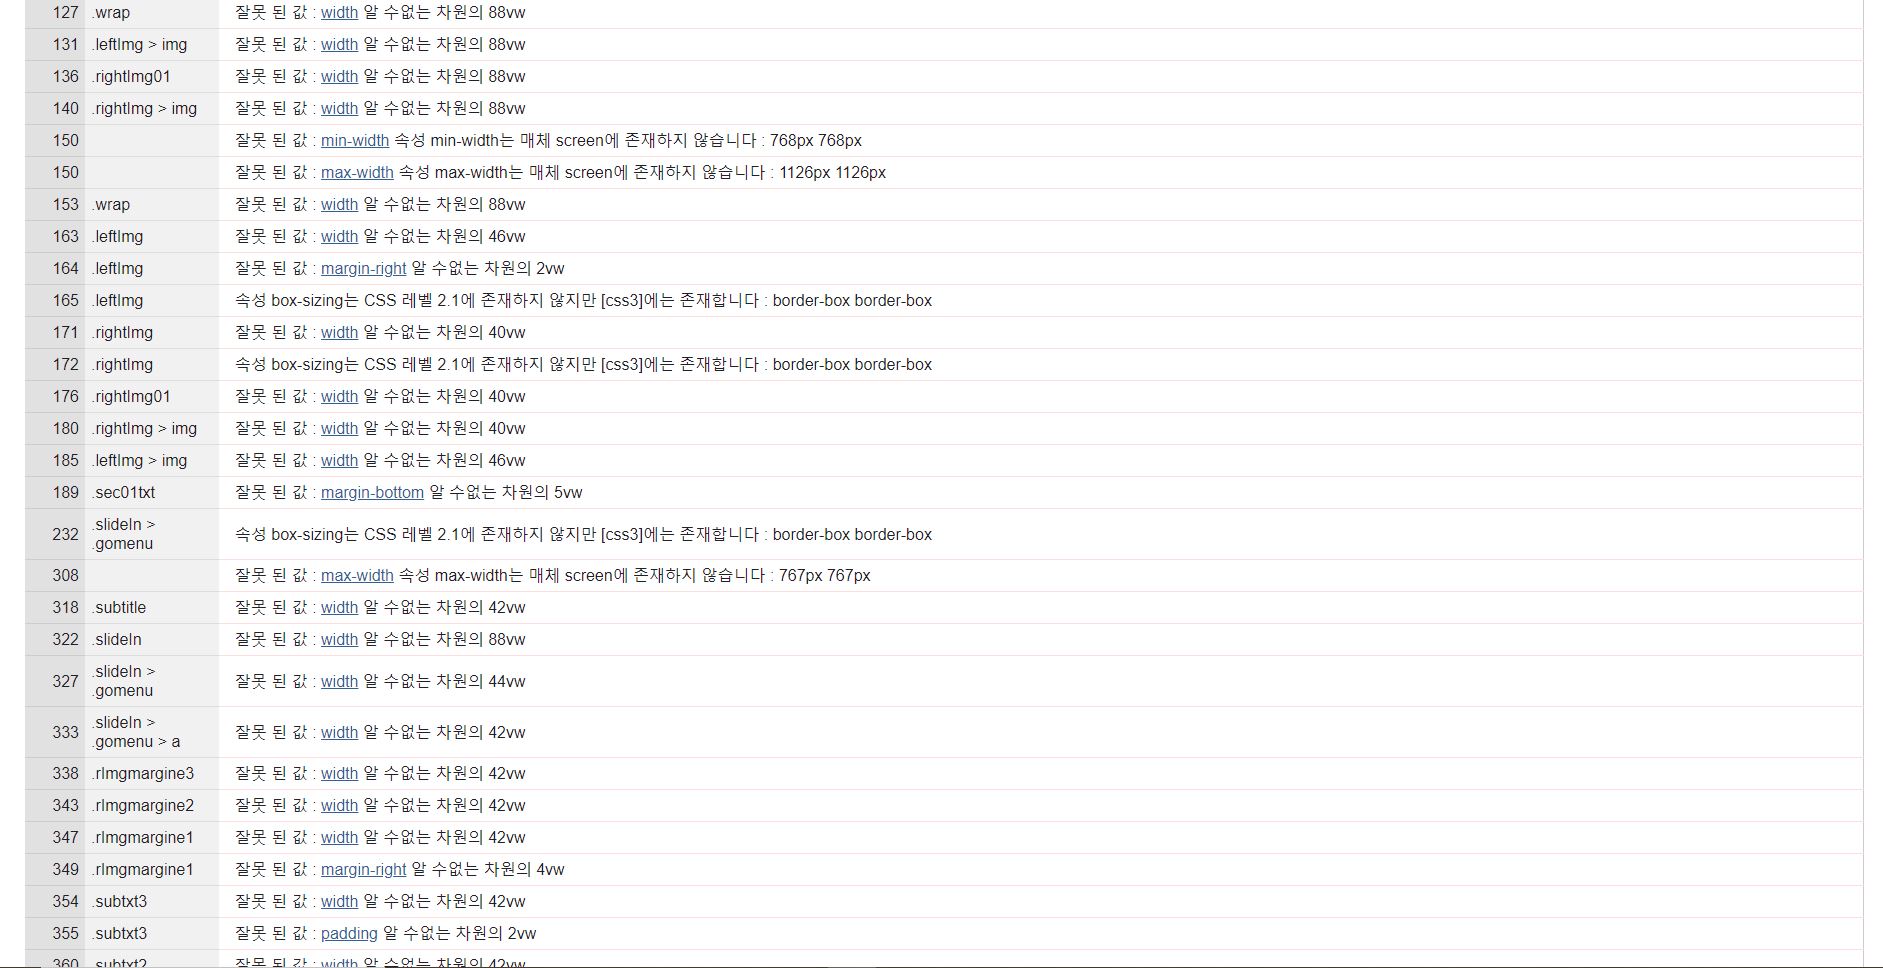 127 .wrap 잘못 된 값 : width 알 수없는 차원의 88vw
131 .leftImg > img 잘못 된 값 : width 알 수없는 차원의 88vw
136 .rightImg01 잘못 된 값 : width 알 수없는 차원의 88vw
140 .rightImg > img 잘못 된 값 : width 알 수없는 차원의 88vw
150 잘못 된 값 : min-width 속성 min-width는 매체 screen에 존재하지 않습니다 : 768px 768px
150 잘못 된 값 : max-width 속성 max-width는 매체 screen에 존재하지 않습니다 : 1126px 1126px
153 .wrap 잘못 된 값 : width 알 수없는 차원의 88vw
163 .leftImg 잘못 된 값 : width 알 수없는 차원의 46vw
164 .leftImg 잘못 된 값 : margin-right 알 수없는 차원의 2vw
165 .leftImg 속성 box-sizing는 CSS 레벨 2.1에 존재하지 않지만 [css3]에는 존재합니다 : border-box border-box
171 .rightImg 잘못 된 값 : width 알 수없는 차원의 40vw
172 .rightImg 속성 box-sizing는 CSS 레벨 2.1에 존재하지 않지만 [css3]에는 존재합니다 : border-box border-box
176 .rightImg01 잘못 된 값 : width 알 수없는 차원의 40vw
180 .rightImg > img 잘못 된 값 : width 알 수없는 차원의 40vw
185 .leftImg > img 잘못 된 값 : width 알 수없는 차원의 46vw
189 .sec01txt 잘못 된 값 : margin-bottom 알 수없는 차원의 5vw
.slideIn >
232 .gomenu 속성 box-sizing는 CSS 레벨 2.1에 존재하지 않지만 [css3]에는 존재합니다 : border-box border-box
308 잘못 된 값 : max-width 속성 max-width는 매체 screen에 존재하지 않습니다 : 767px 767px
318 .subtitle 잘못 된 값 : width 알 수없는 차원의 42vw
322 .slideIn 잘못 된 값 : width 알 수없는 차원의 88vw
.slideIn >
327 .gomenu 잘못 된 값 : width 알 수없는 차원의 44vw
.slideIn >
333 .gomenu > a 잘못 된 값 : width 알 수없는 차원의 42vw
338 .rImgmargine3 잘못 된 값 : width 알 수없는 차원의 42vw
343 .rImgmargine2 잘못 된 값 : width 알 수없는 차원의 42vw
347 .rImgmargine1 잘못 된 값 : width 알 수없는 차원의 42vw
349 .rImgmargine1 잘못 된 값 : margin-right 알 수없는 차원의 4vw
354 .subtxt3 잘못 된 값 : width 알 수없는 차원의 42vw
355 .subtxt3 잘못 된 값 : padding 알 수없는 차원의 2vw
360 .subtxt2 잘못 된 값 : width 알 수없는 차원의 42vw